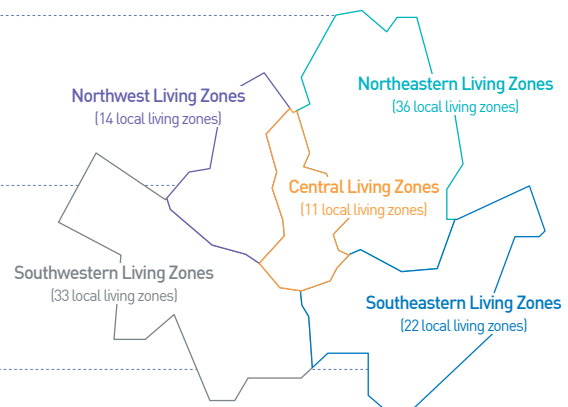 Northeastern Living Zones
(36 local living zones)
Northwest Living Zones
(14 local living zones)
Central Living Zones
(11 local living zones)
Southwestern Living Zones
(33 local living zones)
Southeastern Living Zones
(22 local living zones)